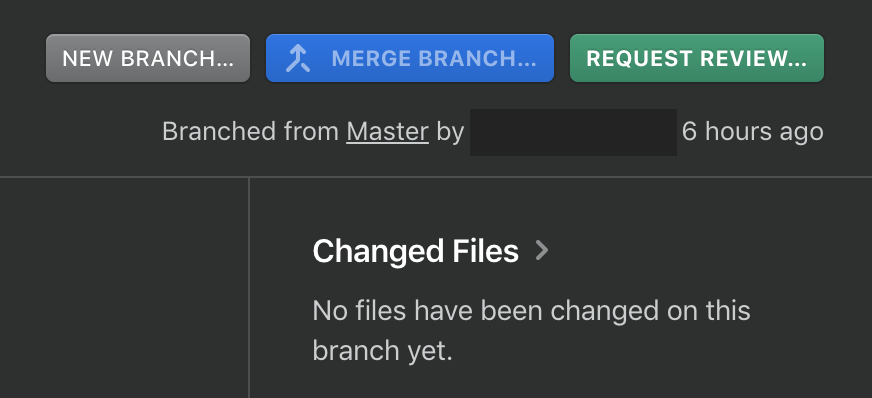 NEW BRANCH... MERGE BRANCH... REQUEST REVIEW...
Branched from Master by 6 hours ago
Changed Files
No files have been changed on this
branch yet.